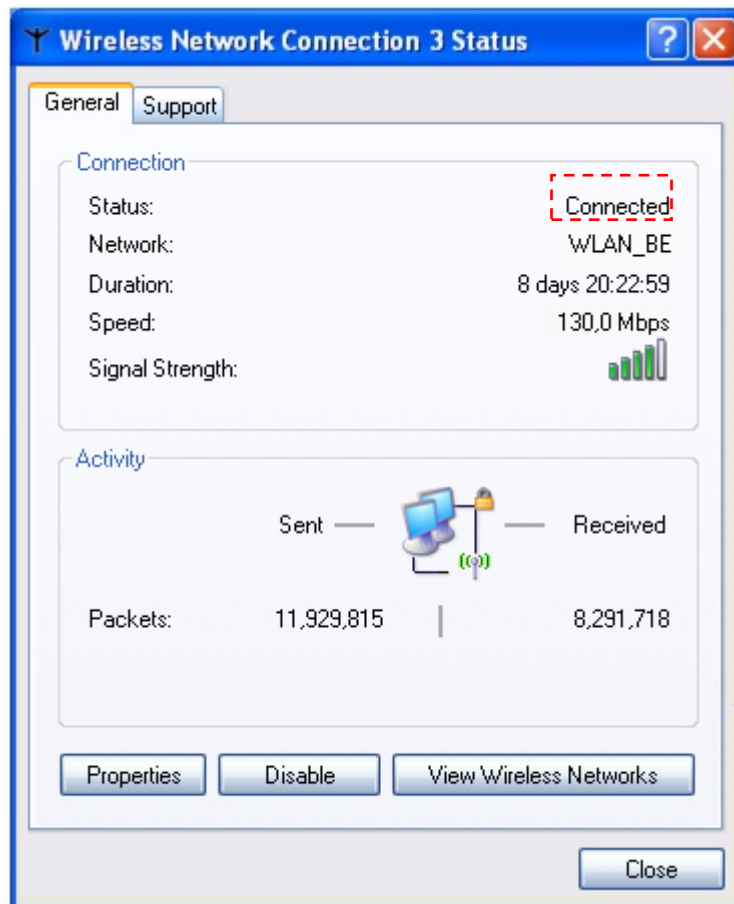 Wireless Network Connection 3 Status
General Support
Connection
Status: Connected
Network: WLAN_BE
Duration: 8 days 20:22:59
Speed: 130,0 Mbps
Signal Strength:
Activity
Sent Received
Packets: 11,929,815 8,291,718
Properties Disable View Wireless Networks
Close